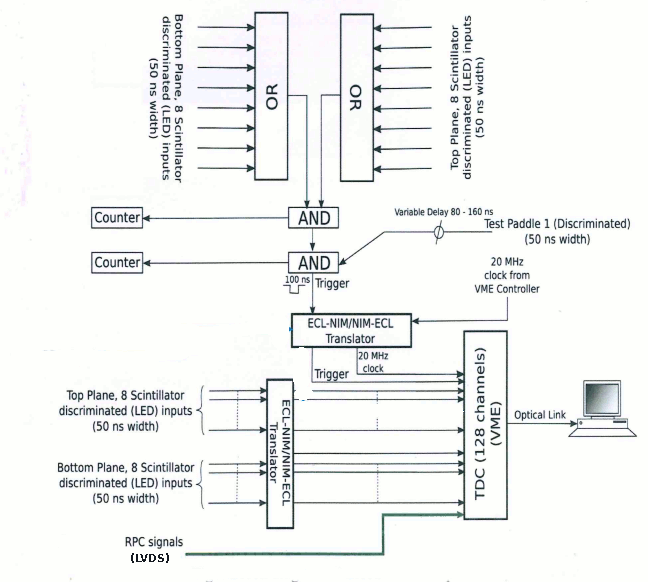 Bottom Plane, 8 Scintillator
discriminated (LED) inputs
(50 ns width)
OR
OR
Top Plane, 8 Scintillator
discriminated (LED) inputs
(50 ns width)
Counter
AND
Variable Delay 80 - 160 ns
Test Paddle 1 (Discriminated)
(50 ns width)
Counter
AND
100 ns
Trigger
20 MHz
clock from
VME Controller
ECL-NIM/NIM-ECL
Translator
20 MHz
clock
Trigger
Top Plane, 8 Scintillator
discriminated (LED) inputs
(50 ns width)
ECL-NIM/NIM-ECL
Translator
TDC (128 channels)
(VME)
Optical Link
Bottom Plane, 8 Scintillator
discriminated (LED) inputs
(50 ns width)
RPC signals
(LVDS)